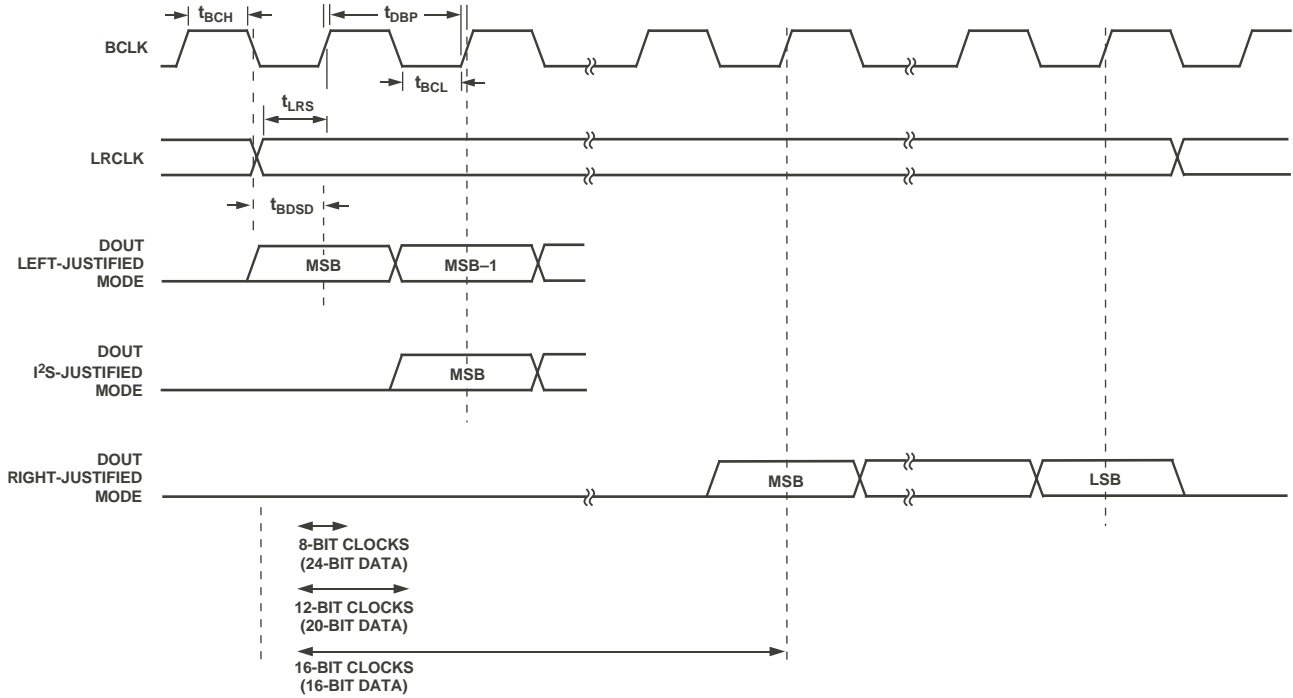 tBCH
tDBP
BCLK
tBCL
tLRS
LRCLK
tBDSD
DOUT
LEFT-JUSTIFIED
MODE
MSB
MSB–1
DOUT
I²S-JUSTIFIED
MODE
MSB
DOUT
RIGHT-JUSTIFIED
MODE
MSB
LSB
8-BIT CLOCKS
(24-BIT DATA)
12-BIT CLOCKS
(20-BIT DATA)
16-BIT CLOCKS
(16-BIT DATA)